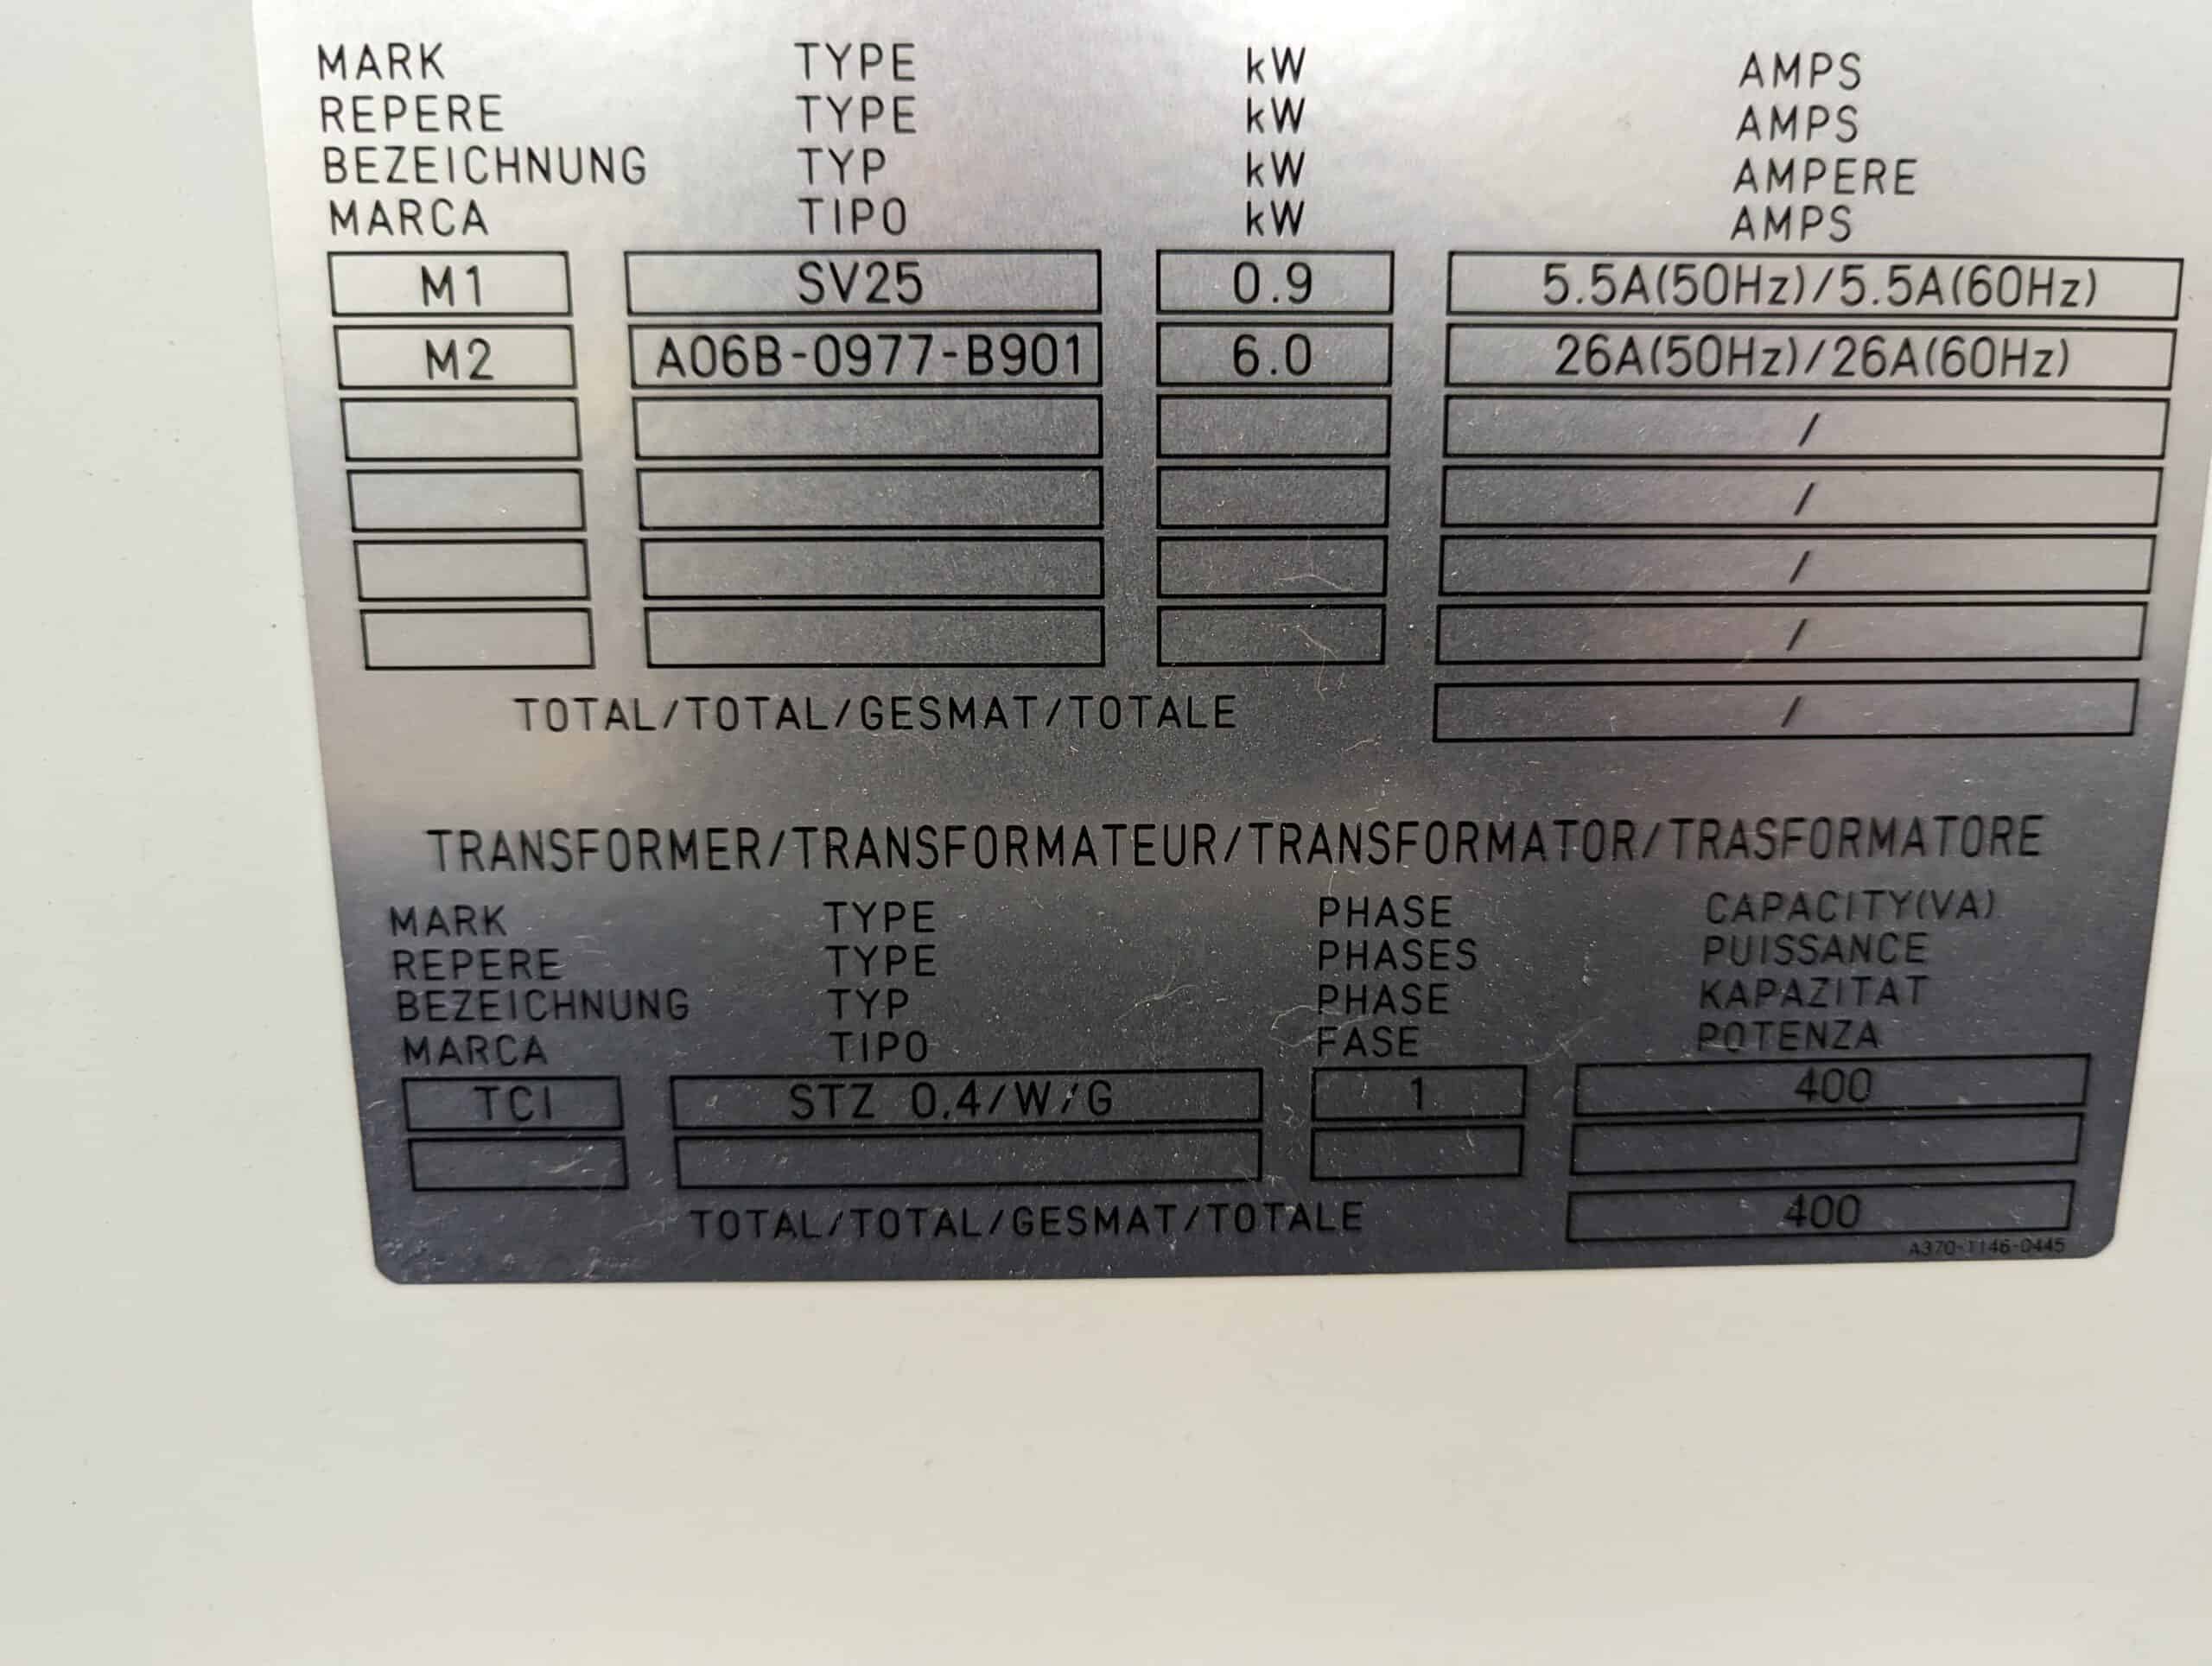 MARK TYPE kW AMPS
REPERE TYPE kW AMPS
BEZEICHNUNG TYP kW AMPERE
MARCA TIPO kW AMPS
M1 SV25 0.9 5.5A(50Hz)/5.5A(60Hz)
M2 A06B-0977-B901 6.0 26A(50Hz)/26A(60Hz)
/
/
/
/
TOTAL/TOTAL/GESMAT/TOTALE /
TRANSFORMER/TRANSFORMATEUR/TRANSFORMATOR/TRASFORMATORE
MARK TYPE PHASE CAPACITY(VA)
REPERE TYPE PHASES PUISSANCE
BEZEICHNUNG TYP PHASE KAPAZITAT
MARCA TIPO FASE POTENZA
TC1 STZ 0.4/W/G 1 400
TOTAL/TOTAL/GESMAT/TOTALE 400
A370-1146-0445